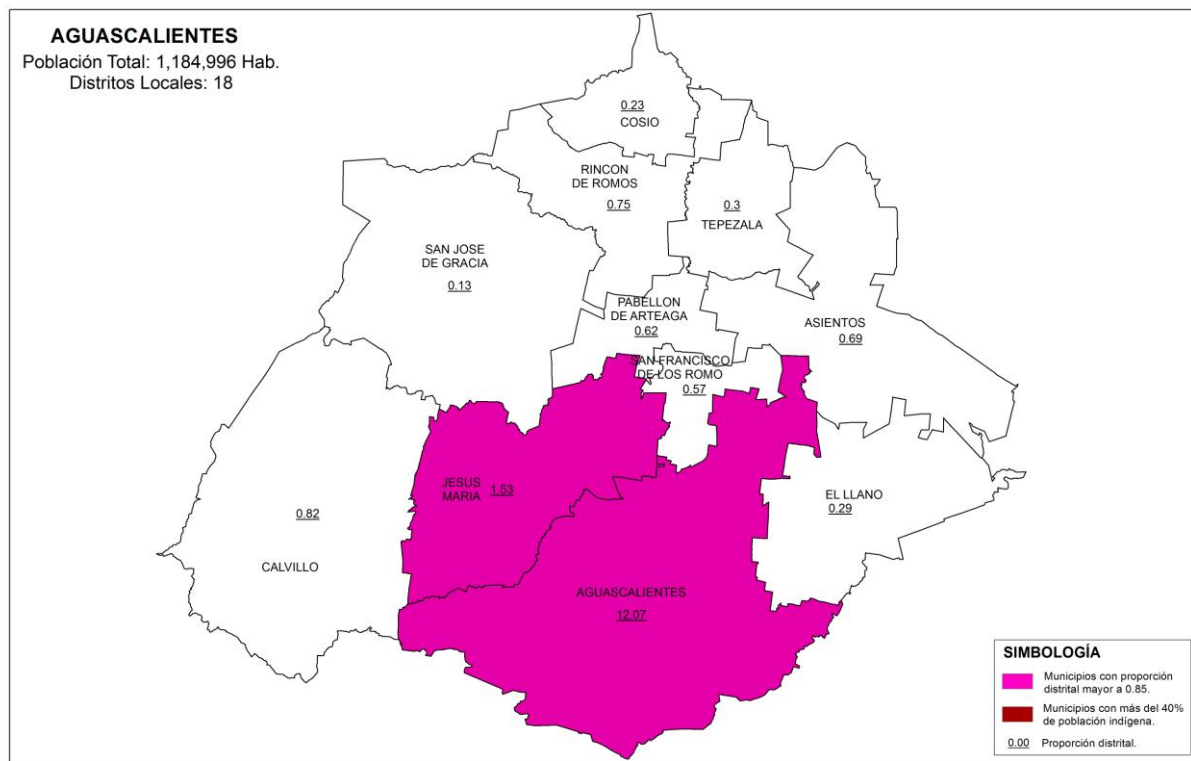 AGUASCALIENTES
Población Total: 1,184,996 Hab.
Distritos Locales: 18
0.23
COSIO
RINCON
DE ROMOS
0.75
0.3
TEPEZALA
SAN JOSE
DE GRACIA
0.13
PABELLON
DE ARTEAGA
0.62
ASIENTOS
0.69
SAN FRANCISCO
DE LOS ROMO
0.57
JESUS
MARIA
1.53
EL LLANO
0.29
0.82
CALVILLO
AGUASCALIENTES
12.07
SIMBOLOGÍA
Municipios con proporción
distrital mayor a 0.85.
Municipios con más del 40%
de población indígena.
0.00 Proporción distrital.